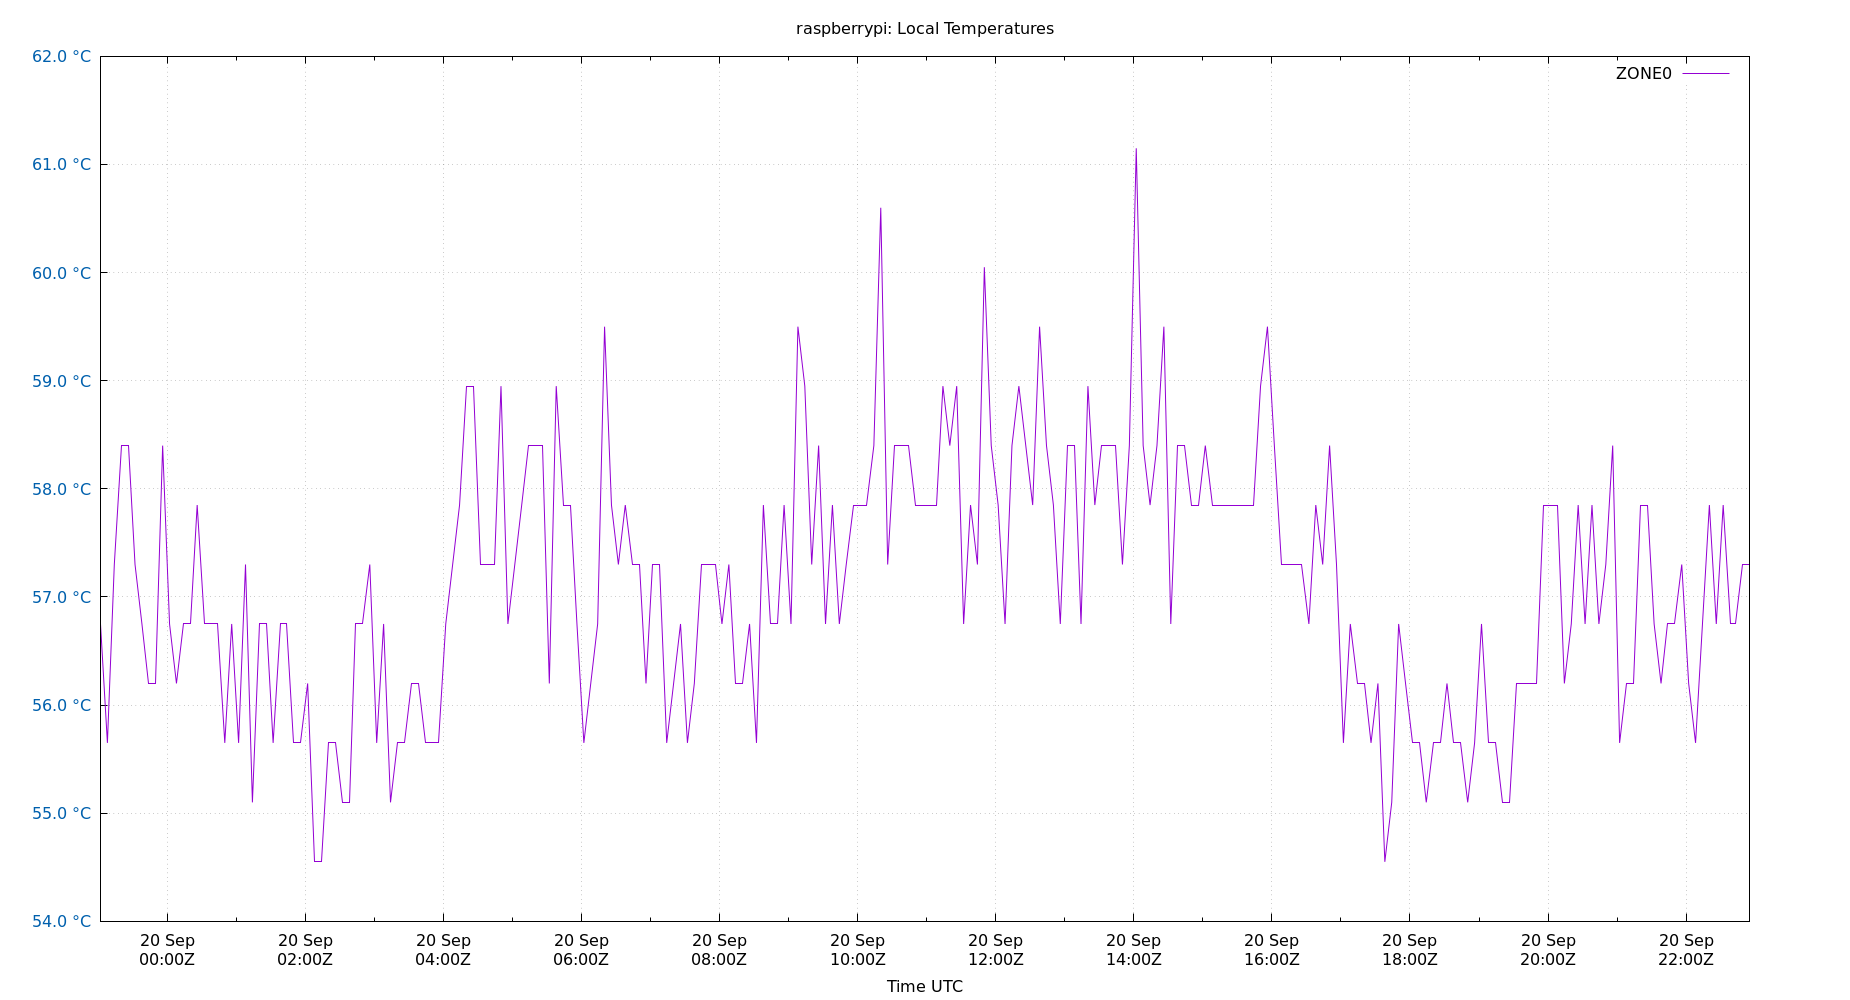 raspberrypi: Local Temperatures
ZONE0
62.0 °C
61.0 °C
60.0 °C
59.0 °C
58.0 °C
57.0 °C
56.0 °C
55.0 °C
54.0 °C
20 Sep 20 Sep 20 Sep 20 Sep 20 Sep 20 Sep 20 Sep 20 Sep 20 Sep 20 Sep 20 Sep 20 Sep
00:00Z 02:00Z 04:00Z 06:00Z 08:00Z 10:00Z 12:00Z 14:00Z 16:00Z 18:00Z 20:00Z 22:00Z
Time UTC